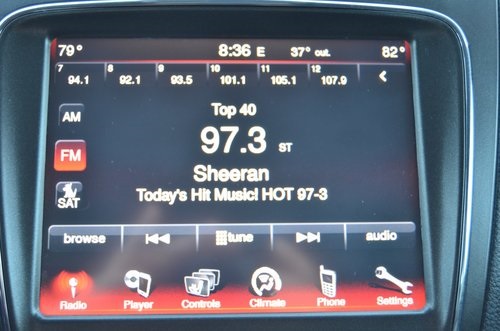 79° 8:36 E 37° out. 82°
7 8 9 10 11 12
94.1 92.1 93.5 101.1 105.1 107.9
Top 40
AM
97.3 ST
FM
Sheeran
SAT
Today's Hit Music! HOT 97-3
browse tune audio
Radio Player Controls Climate Phone Settings